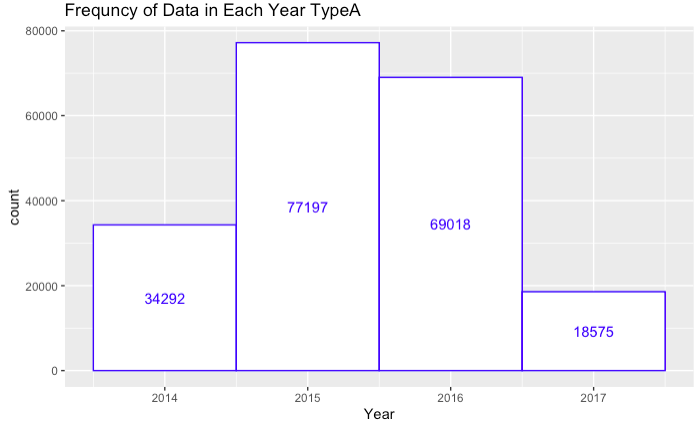 Frequncy of Data in Each Year TypeA
80000
60000
40000
20000
0
count
34292
77197
69018
18575
2014 2015 2016 2017
Year